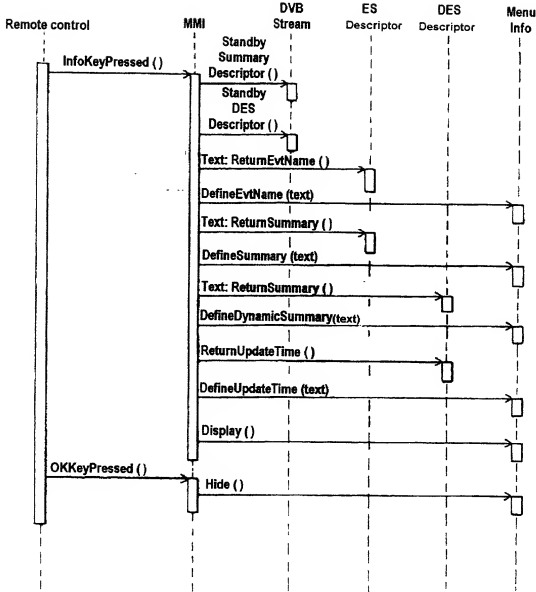 Remote control
MMI
DVB
Stream
ES
Descriptor
DES
Descriptor
Menu
Info
InfoKeyPressed ( )
Standby
Summary
Descriptor ( )
Standby
DES
Descriptor ( )
Text: ReturnEvtName ( )
DefineEvtName (text)
Text: ReturnSummary ( )
DefineSummary (text)
Text: ReturnSummary ( )
DefineDynamicSummary(text)
ReturnUpdateTime ( )
DefineUpdateTime (text)
Display ( )
OKKeyPressed ( )
Hide ( )